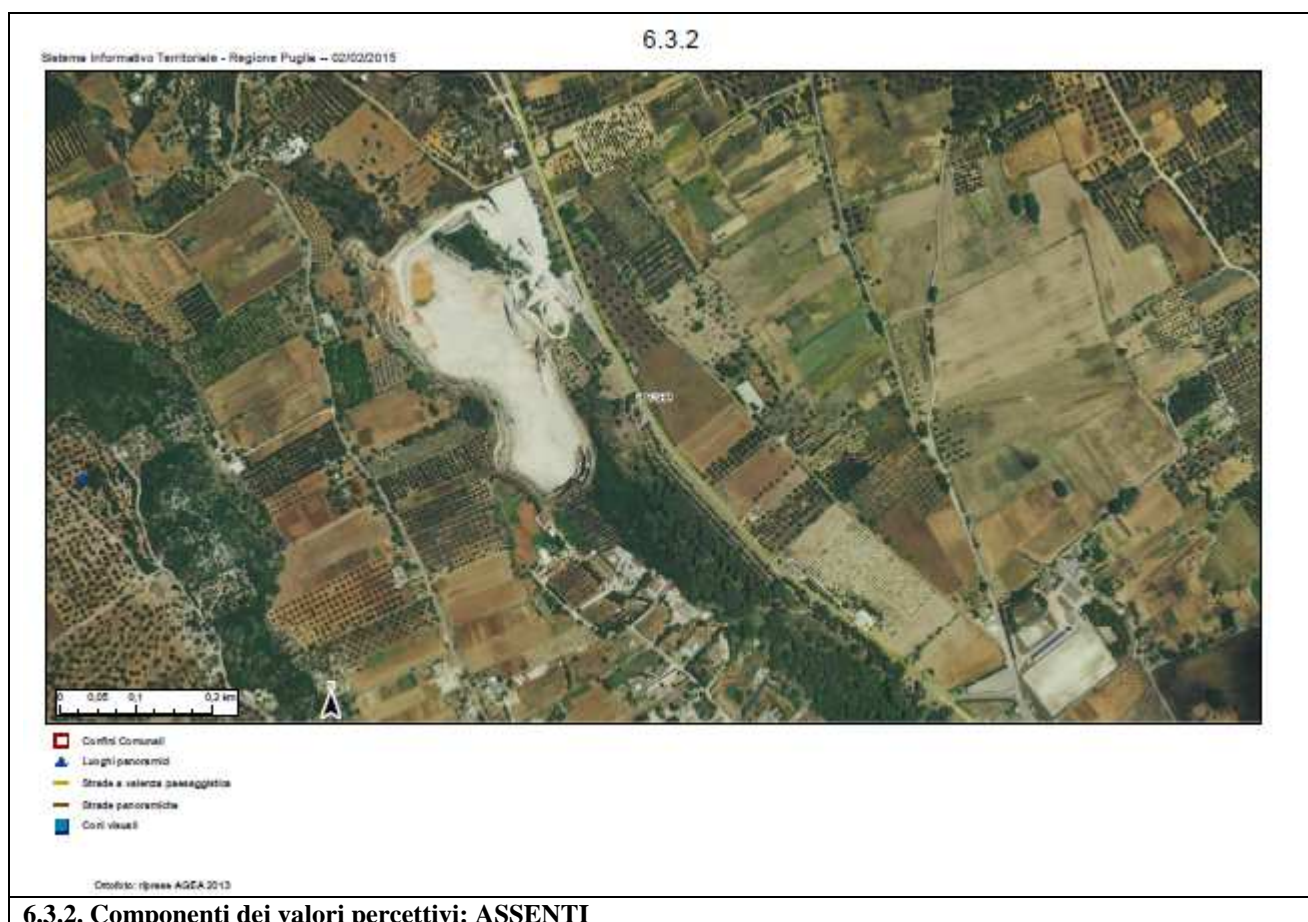 6.3.2
Sistema Informativo Territoriale - Regione Puglia -- 02/02/2015
0 0,05 0,1 0,2 km
Confini Comunali
Luoghi panoramici
Strade a valenza paesaggistica
Strade panoramiche
Coni visuali
Ortofoto: riprese AGEA 2013
6.3.2. Componenti dei valori percettivi: ASSENTI